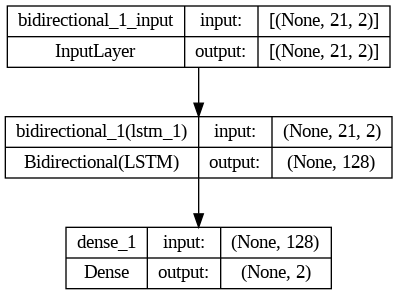 bidirectional_1_input input: [(None, 21, 2)]
InputLayer output: [(None, 21, 2)]
bidirectional_1(lstm_1) input: (None, 21, 2)
Bidirectional(LSTM) output: (None, 128)
dense_1 input: (None, 128)
Dense output: (None, 2)